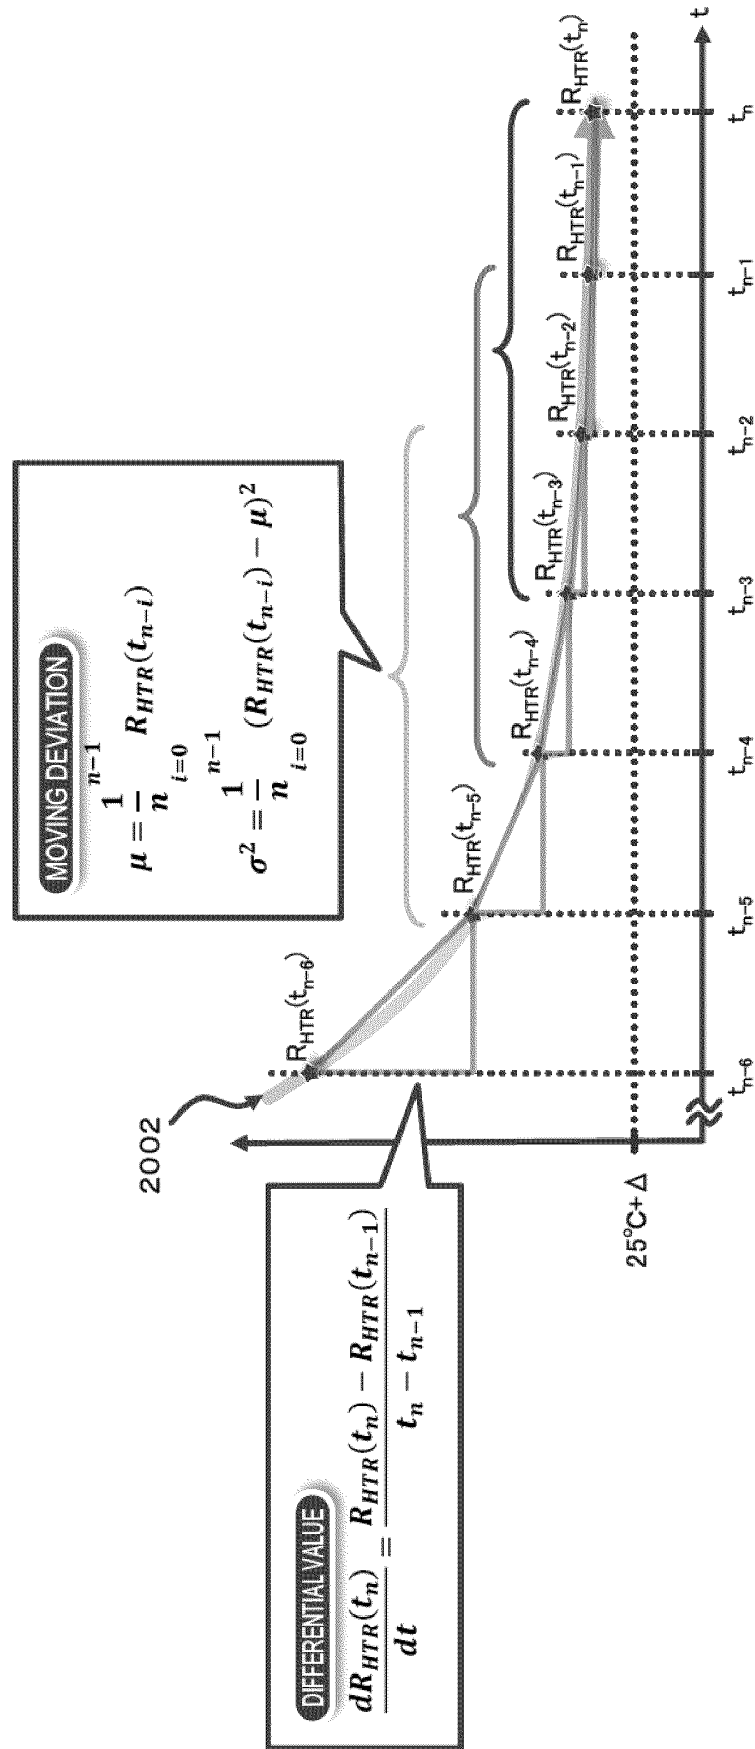 2002
DIFFERENTIAL VALUE
dR_HTR(t_n)/dt = (R_HTR(t_n) − R_HTR(t_{n−1}))/(t_n − t_{n−1})
MOVING DEVIATION
μ = 1/n n−1 i=0 R_HTR(t_{n−i})
σ² = 1/n n−1 i=0 (R_HTR(t_{n−i}) − μ)²
R_HTR(t_{n−6})
R_HTR(t_{n−5})
R_HTR(t_{n−4})
R_HTR(t_{n−3})
R_HTR(t_{n−2})
R_HTR(t_{n−1})
R_HTR(t_n)
25°C+Δ
t
t_{n−6}
t_{n−5}
t_{n−4}
t_{n−3}
t_{n−2}
t_{n−1}
t_n